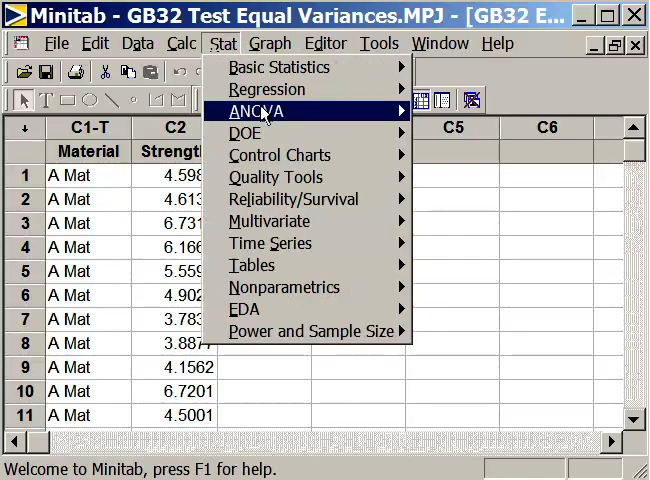 Minitab - GB32 Test Equal Variances.MPJ - [GB32 E...
File Edit Data Calc Stat Graph Editor Tools Window Help
Basic Statistics
Regression
ANOVA
DOE
Control Charts
Quality Tools
Reliability/Survival
Multivariate
Time Series
Tables
Nonparametrics
EDA
Power and Sample Size
C1-T C2 C5 C6
Material
1 A Mat
2 A Mat
3 A Mat
4 A Mat
5 A Mat
6 A Mat
7 A Mat
8 A Mat
9 A Mat 4.1562
10 A Mat 6.7201
11 A Mat 4.5001
Welcome to Minitab, press F1 for help.